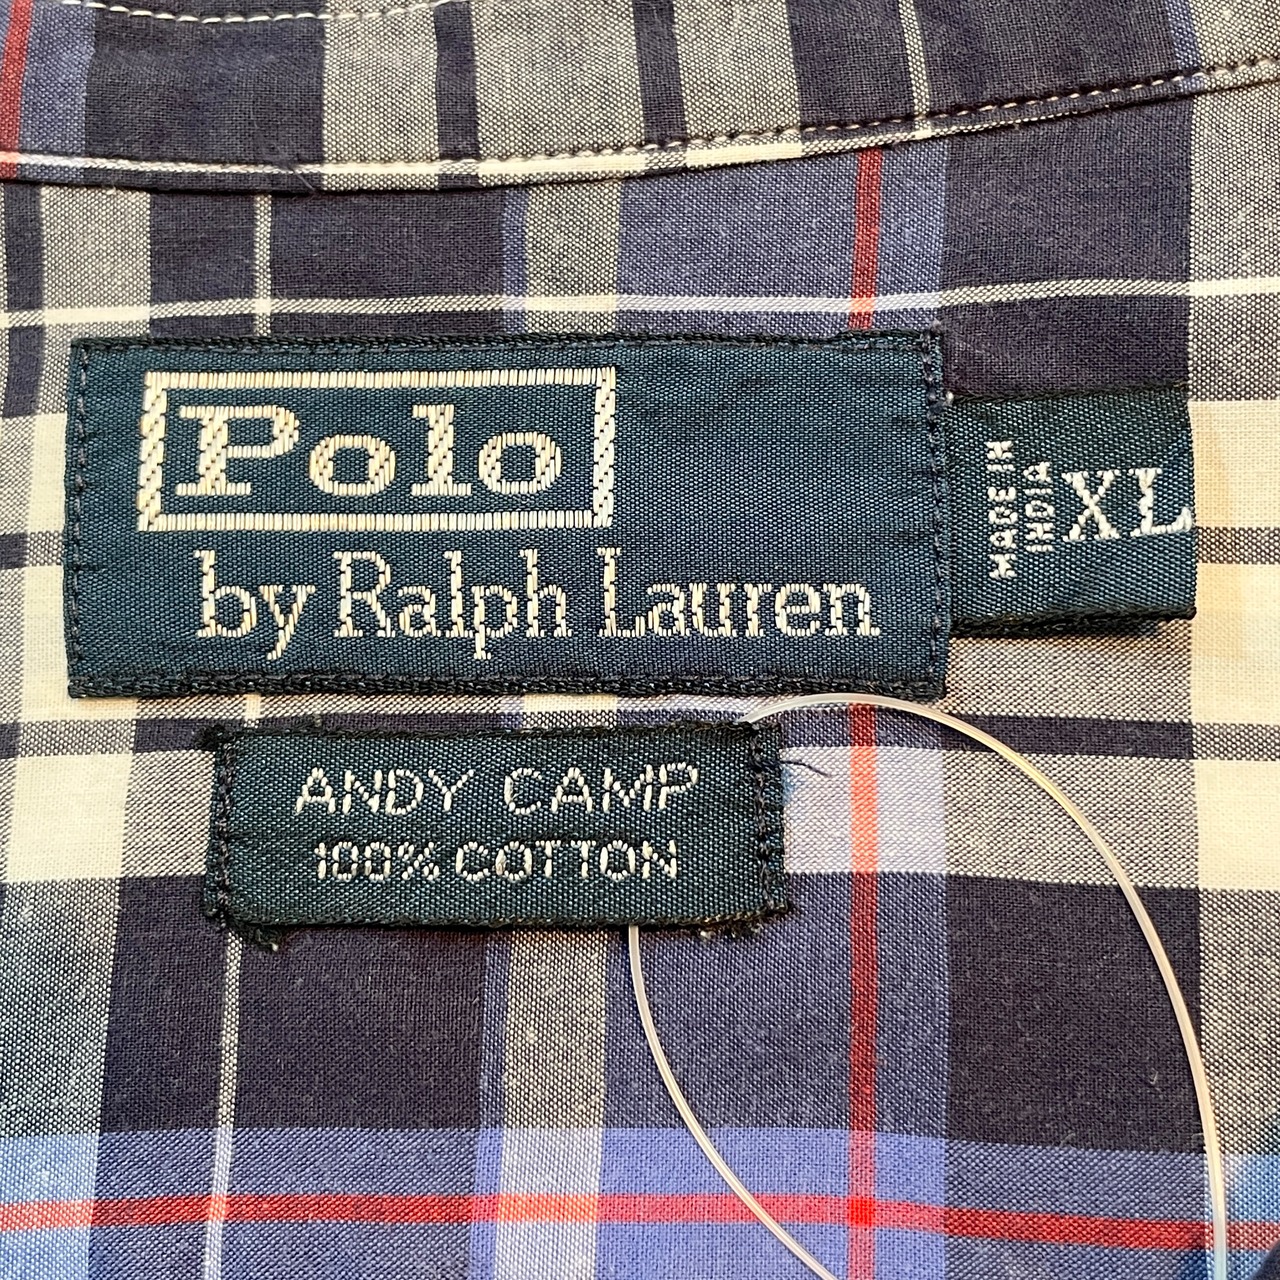 Polo
by Ralph Lauren
MADE IN
INDIA
XL
ANDY CAMP
100% COTTON